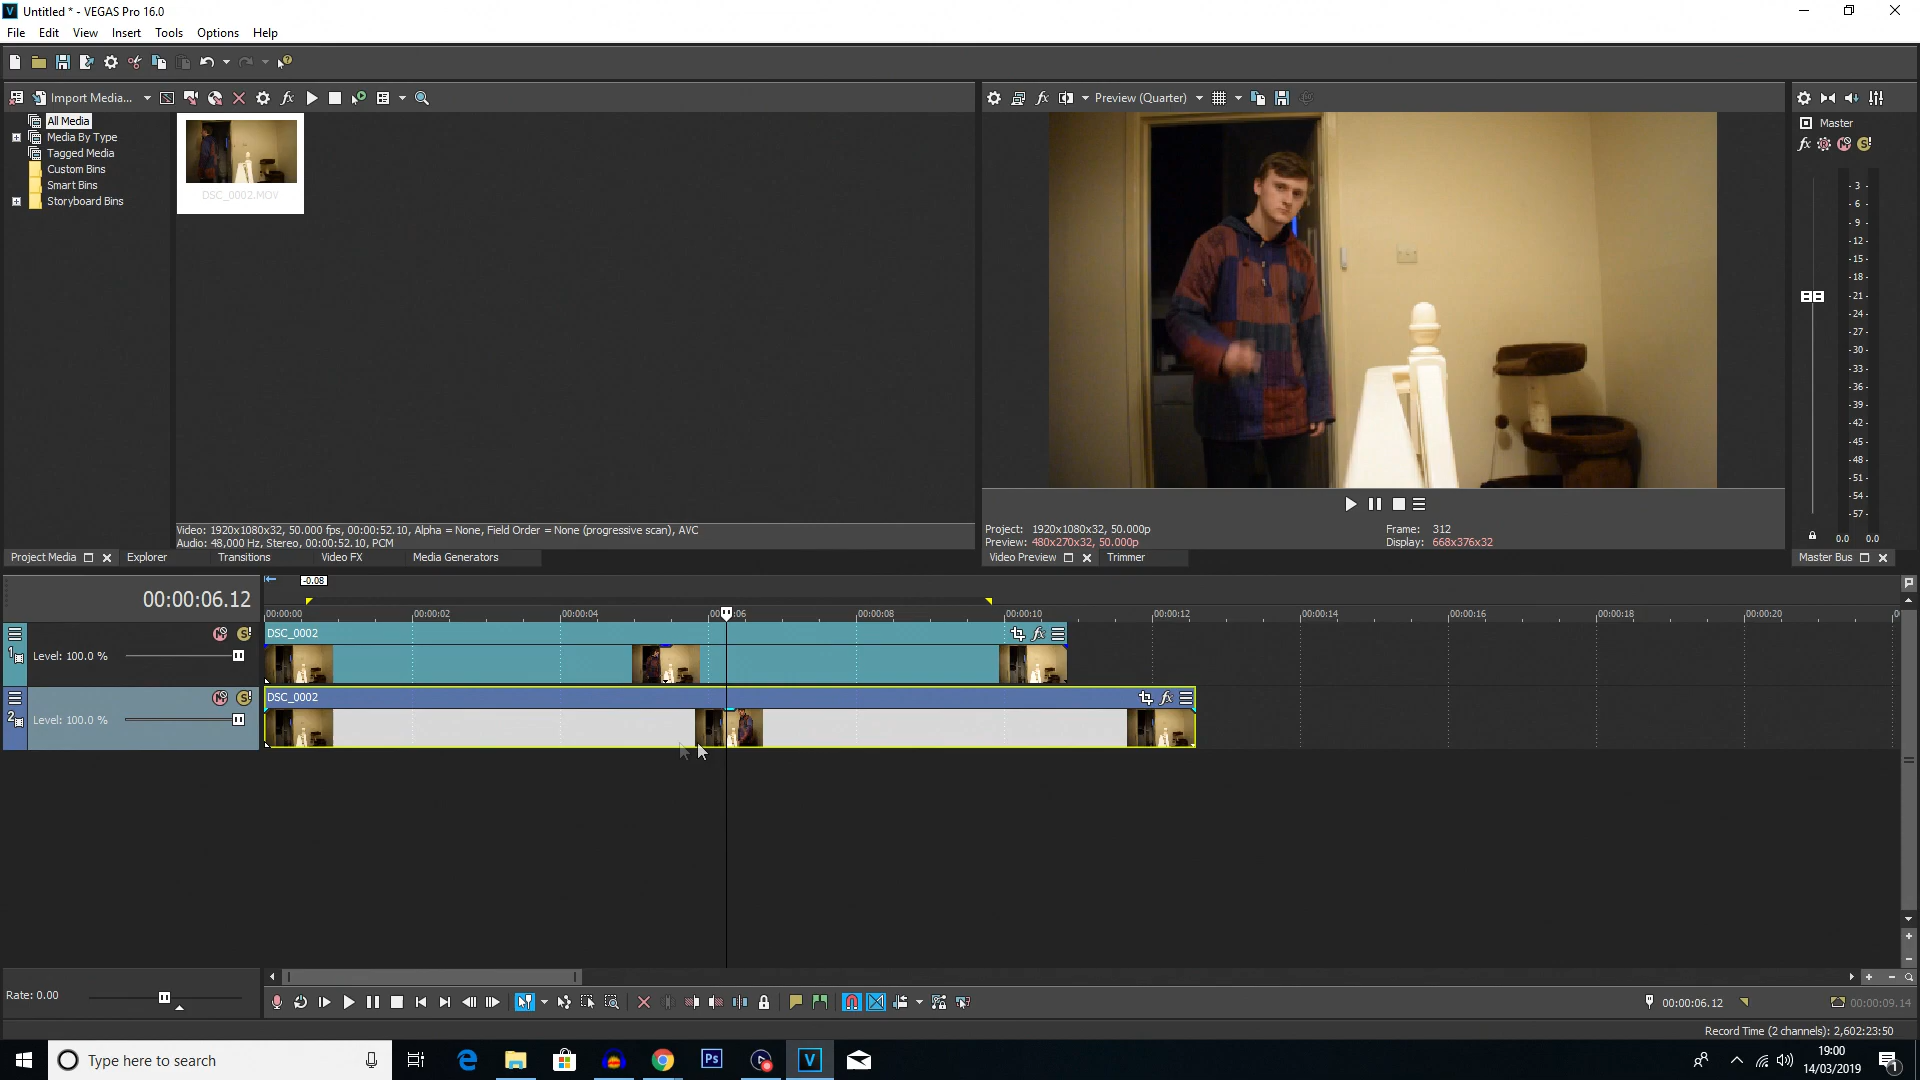 Untitled * - VEGAS Pro 16.0
File Edit View Insert Tools Options Help
Import Media...
Preview (Quarter)
All Media
Media By Type
Tagged Media
Custom Bins
Smart Bins
Storyboard Bins
DSC_0002.MOV
Master
- 3 -
- 6 -
- 9 -
-12-
-15-
-18-
-21-
-24-
-27-
-30-
-33-
-36-
-39-
-42-
-45-
-48-
-51-
-54-
-57-
0.0 0.0
Video: 1920x1080x32, 50.000 fps, 00:00:52.10, Alpha = None, Field Order = None (progressive scan), AVC
Audio: 48,000 Hz, Stereo, 00:00:52.10, PCM
Project: 1920x1080x32, 50.000p
Preview: 480x270x32, 50.000p
Frame: 312
Display: 668x376x32
Project Media Explorer Transitions Video FX Media Generators
Video Preview Trimmer
Master Bus
-0.08
00:00:06.12
00:00:00 00:00:02 00:00:04 00:00:06 00:00:08 00:00:10 00:00:12 00:00:14 00:00:16 00:00:18 00:00:20
DSC_0002
1
Level: 100.0 %
DSC_0002
2
Level: 100.0 %
Rate: 0.00
00:00:06.12
00:00:09.14
Record Time (2 channels): 2,602:23:50
Type here to search
Ps
V
19:00
14/03/2019
1